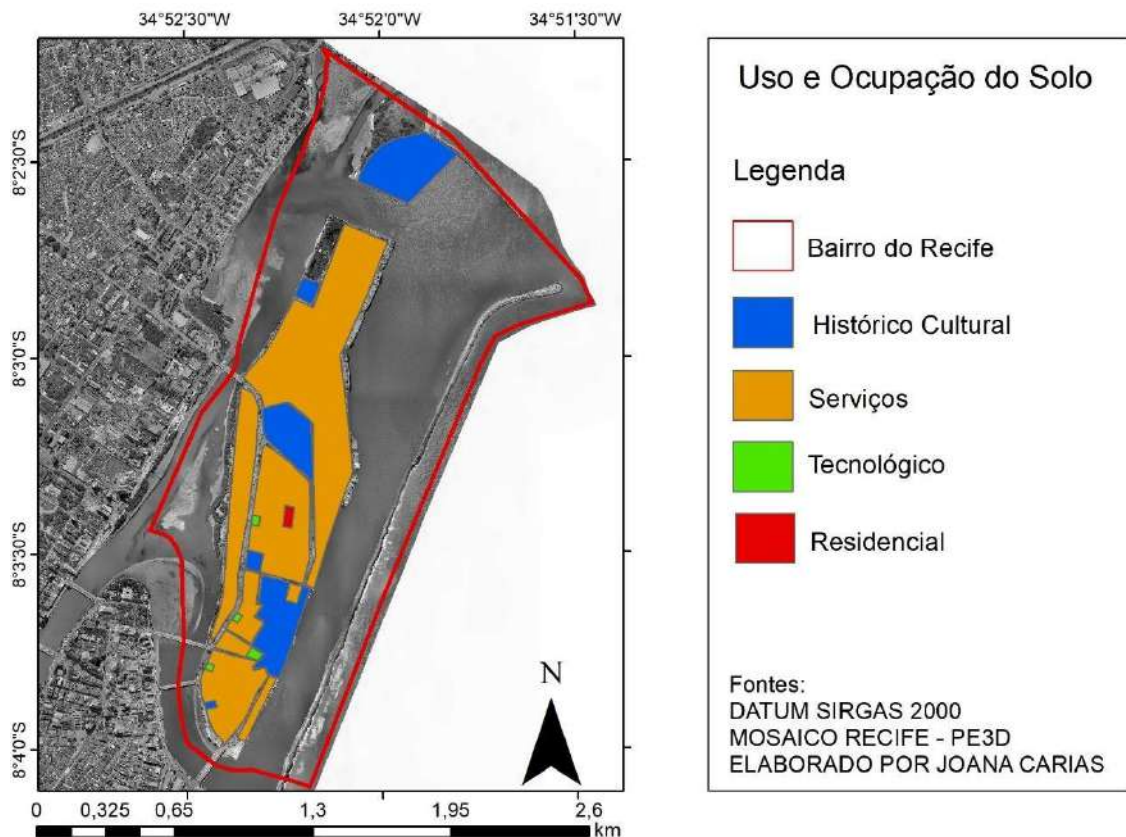 34°52'30"W
34°52'0"W
34°51'30"W
8°2'30"S
8°3'0"S
8°3'30"S
8°4'0"S
N
0 0,325 0,65 1,3 1,95 2,6
km
Uso e Ocupação do Solo
Legenda
Bairro do Recife
Histórico Cultural
Serviços
Tecnológico
Residencial
Fontes:
DATUM SIRGAS 2000
MOSAICO RECIFE - PE3D
ELABORADO POR JOANA CARIAS